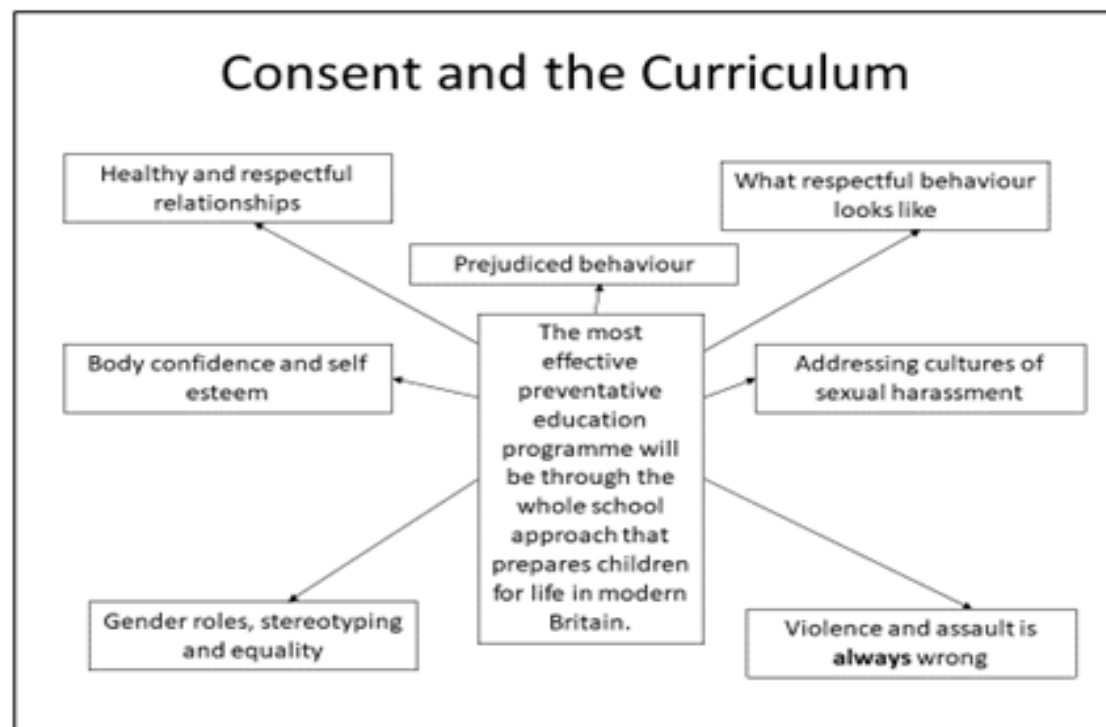 Consent and the Curriculum
Healthy and respectful
relationships
What respectful behaviour
looks like
Prejudiced behaviour
The most
effective
preventative
education
programme will
be through the
whole school
approach that
prepares children
for life in modern
Britain.
Body confidence and self
esteem
Addressing cultures of
sexual harassment
Gender roles, stereotyping
and equality
Violence and assault is
always wrong